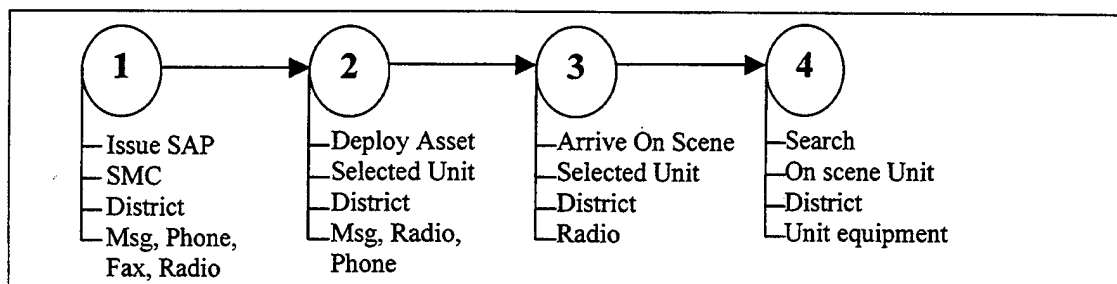 1
2
3
4
Issue SAP
SMC
District
Msg, Phone,
Fax, Radio
Deploy Asset
Selected Unit
District
Msg, Radio,
Phone
Arrive On Scene
Selected Unit
District
Radio
Search
On scene Unit
District
Unit equipment